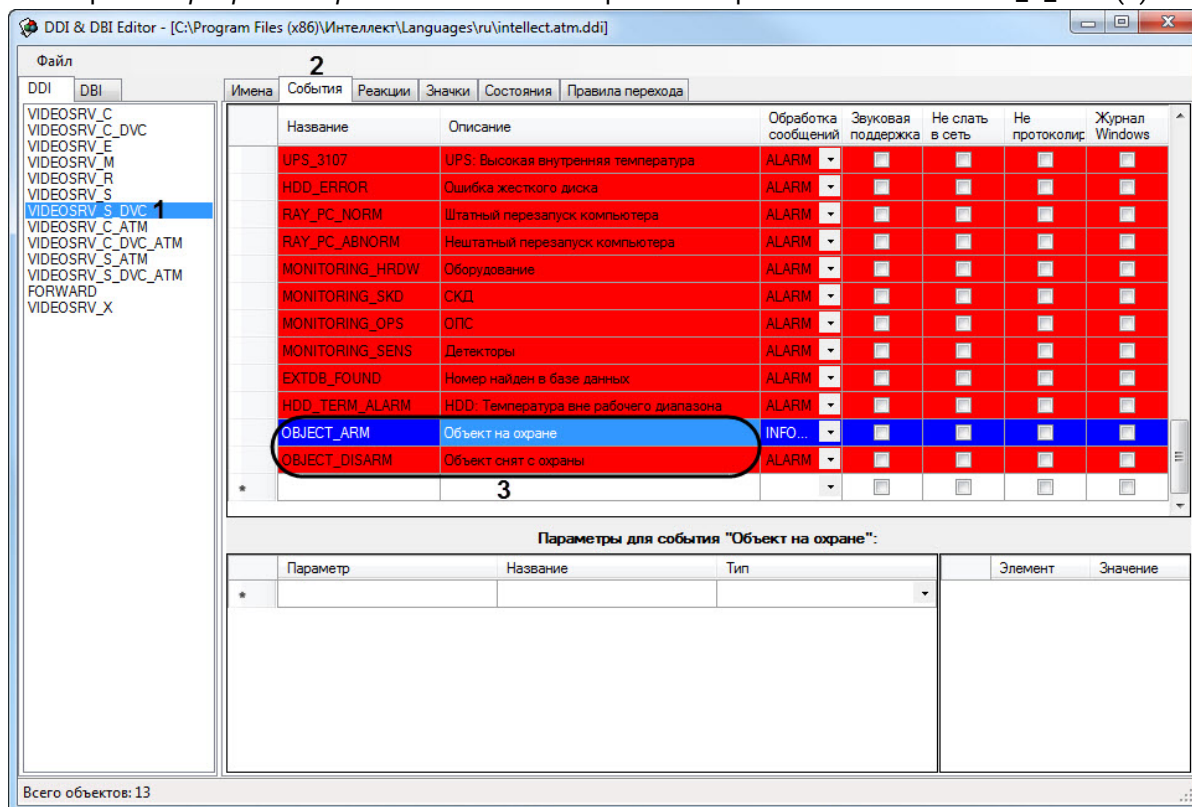 DDI & DBI Editor - [C:\Program Files (x86)\Интеллект\Languages\ru\intellect.atm.ddi]
Файл
2
DDI DBI
Имена События Реакции Значки Состояния Правила перехода
VIDEOSRV_C
VIDEOSRV_C_DVC
VIDEOSRV_E
VIDEOSRV_M
VIDEOSRV_R
VIDEOSRV_S
VIDEOSRV_S_DVC 1
VIDEOSRV_C_ATM
VIDEOSRV_C_DVC_ATM
VIDEOSRV_S_ATM
VIDEOSRV_S_DVC_ATM
FORWARD
VIDEOSRV_X
Название Описание Обработка сообщений Звуковая поддержка Не слать в сеть Не протоколир Журнал Windows
UPS_3107 UPS: Высокая внутренняя температура ALARM
HDD_ERROR Ошибка жесткого диска ALARM
RAY_PC_NORM Штатный перезапуск компьютера ALARM
RAY_PC_ABNORM Нештатный перезапуск компьютера ALARM
MONITORING_HRDW Оборудование ALARM
MONITORING_SKD СКД ALARM
MONITORING_OPS ОПС ALARM
MONITORING_SENS Детекторы ALARM
EXTDB_FOUND Номер найден в базе данных ALARM
HDD_TERM_ALARM HDD: Температура вне рабочего диапазона ALARM
OBJECT_ARM Объект на охране INFO...
OBJECT_DISARM Объект снят с охраны ALARM
* 3
Параметры для события "Объект на охране":
Параметр Название Тип Элемент Значение
*
Всего объектов: 13